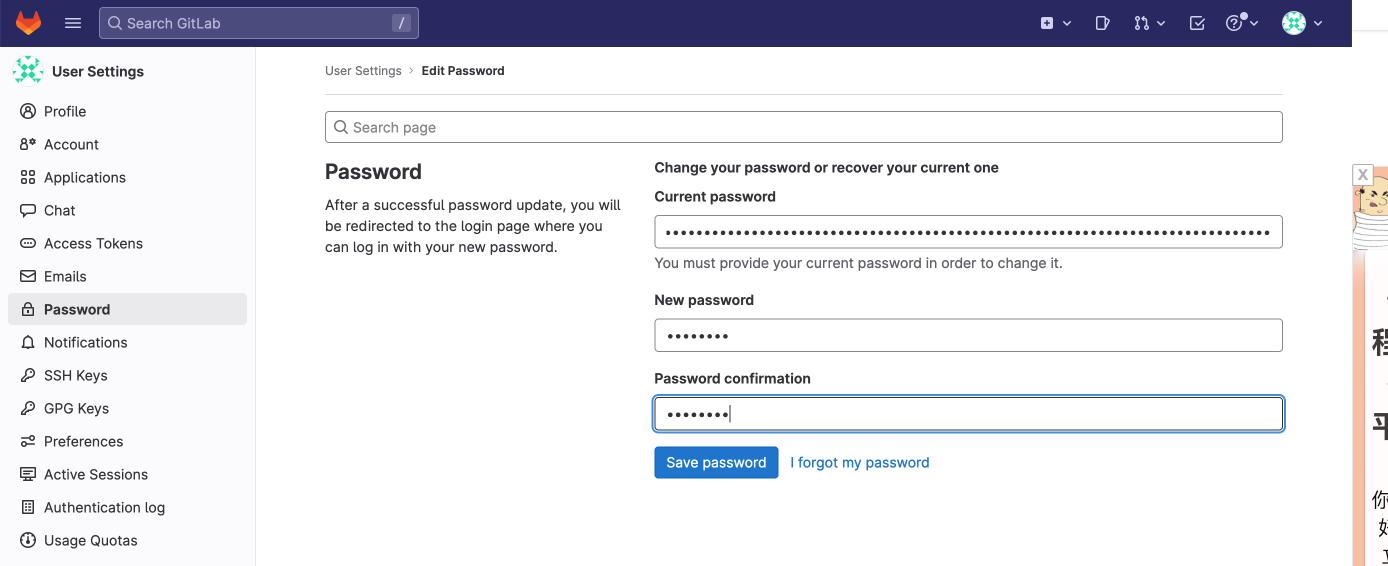 Search GitLab
/
User Settings
Profile
Account
Applications
Chat
Access Tokens
Emails
Password
Notifications
SSH Keys
GPG Keys
Preferences
Active Sessions
Authentication log
Usage Quotas
User Settings › Edit Password
Search page
Password
After a successful password update, you will
be redirected to the login page where you
can log in with your new password.
Change your password or recover your current one
Current password
You must provide your current password in order to change it.
New password
Password confirmation
Save password
I forgot my password
X
你